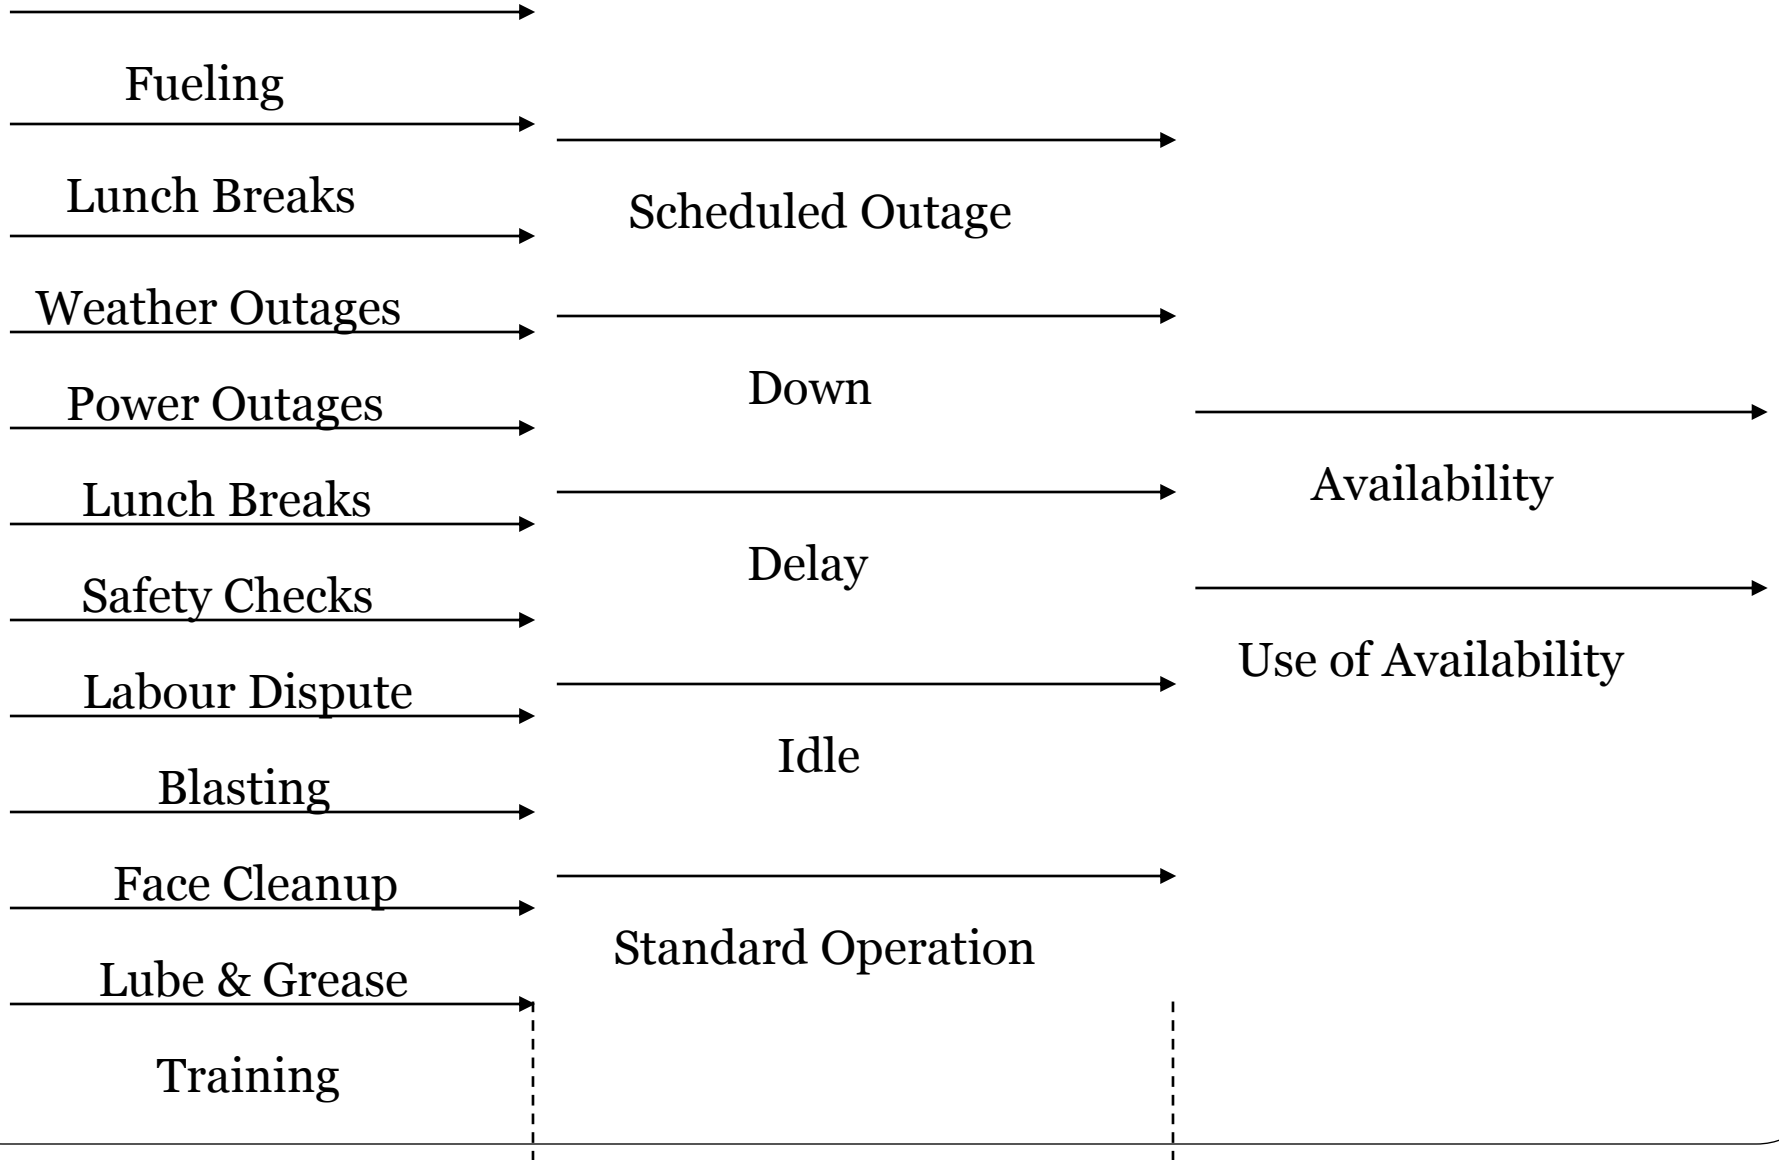 Fueling
Lunch Breaks
Weather Outages
Power Outages
Lunch Breaks
Safety Checks
Labour Dispute
Blasting
Face Cleanup
Lube & Grease
Training
Scheduled Outage
Down
Delay
Idle
Standard Operation
Availability
Use of Availability